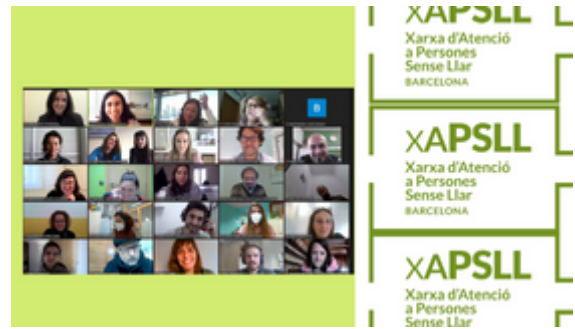 B
xAPSLL
Xarxa d'Atenció
a Persones
Sense Llar
BARCELONA
xAPSLL
Xarxa d'Atenció
a Persones
Sense Llar
BARCELONA
xAPSLL
Xarxa d'Atenció
a Persones
Sense Llar